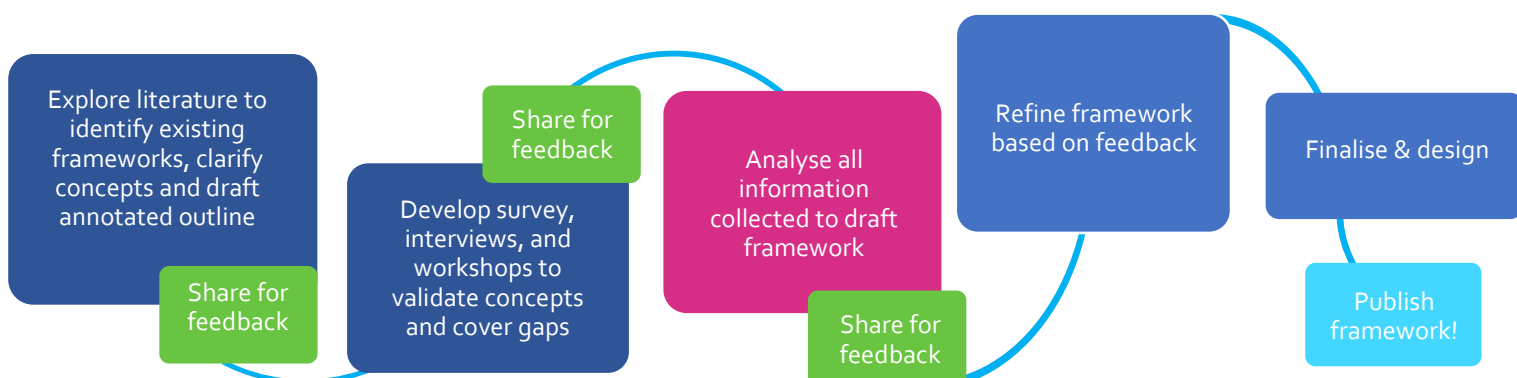 Explore literature to
identify existing
frameworks, clarify
concepts and draft
annotated outline
Share for
feedback
Develop survey,
interviews, and
workshops to
validate concepts
and cover gaps
Share for
feedback
Analyse all
information
collected to draft
framework
Share for
feedback
Refine framework
based on feedback
Finalise & design
Publish
framework!